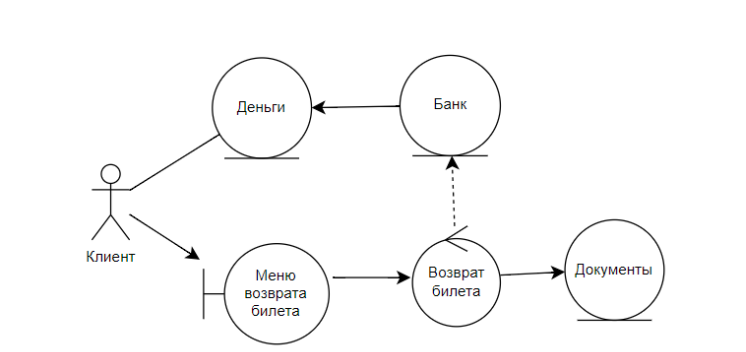 Деньги
Банк
Клиент
Меню
возврата
билета
Возврат
билета
Документы